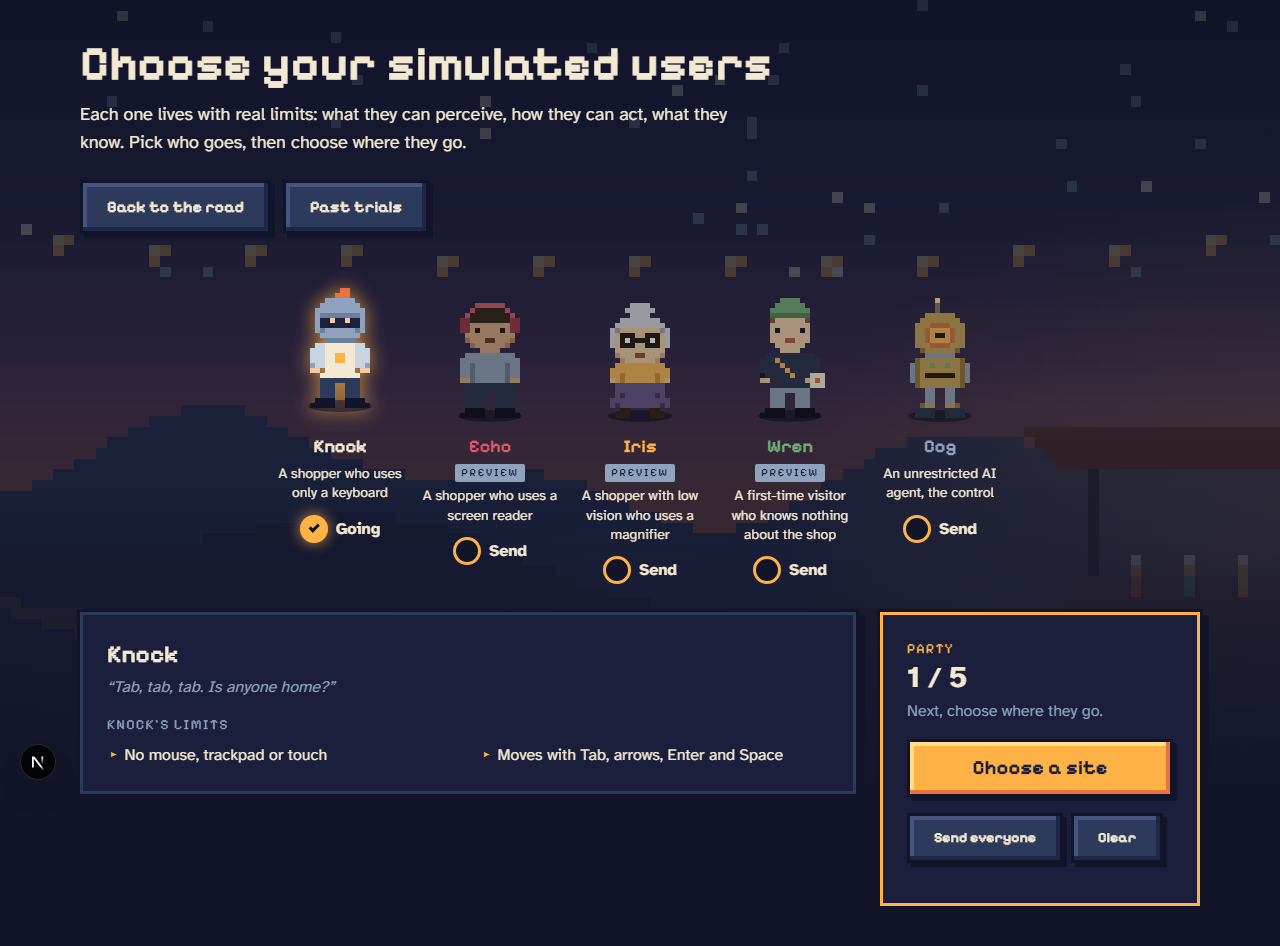 Choose your simulated users
Each one lives with real limits: what they can perceive, how they can act, what they
know. Pick who goes, then choose where they go.
Back to the road
Past trials
Knock
A shopper who uses
only a keyboard
Going
Echo
PREVIEW
A shopper who uses a
screen reader
Send
Iris
PREVIEW
A shopper with low
vision who uses a
magnifier
Send
Wren
PREVIEW
A first-time visitor
who knows nothing
about the shop
Send
Cog
An unrestricted AI
agent, the control
Send
Knock
“Tab, tab, tab. Is anyone home?”
KNOCK'S LIMITS
▸ No mouse, trackpad or touch
▸ Moves with Tab, arrows, Enter and Space
PARTY
1 / 5
Next, choose where they go.
Choose a site
Send everyone
Clear
N